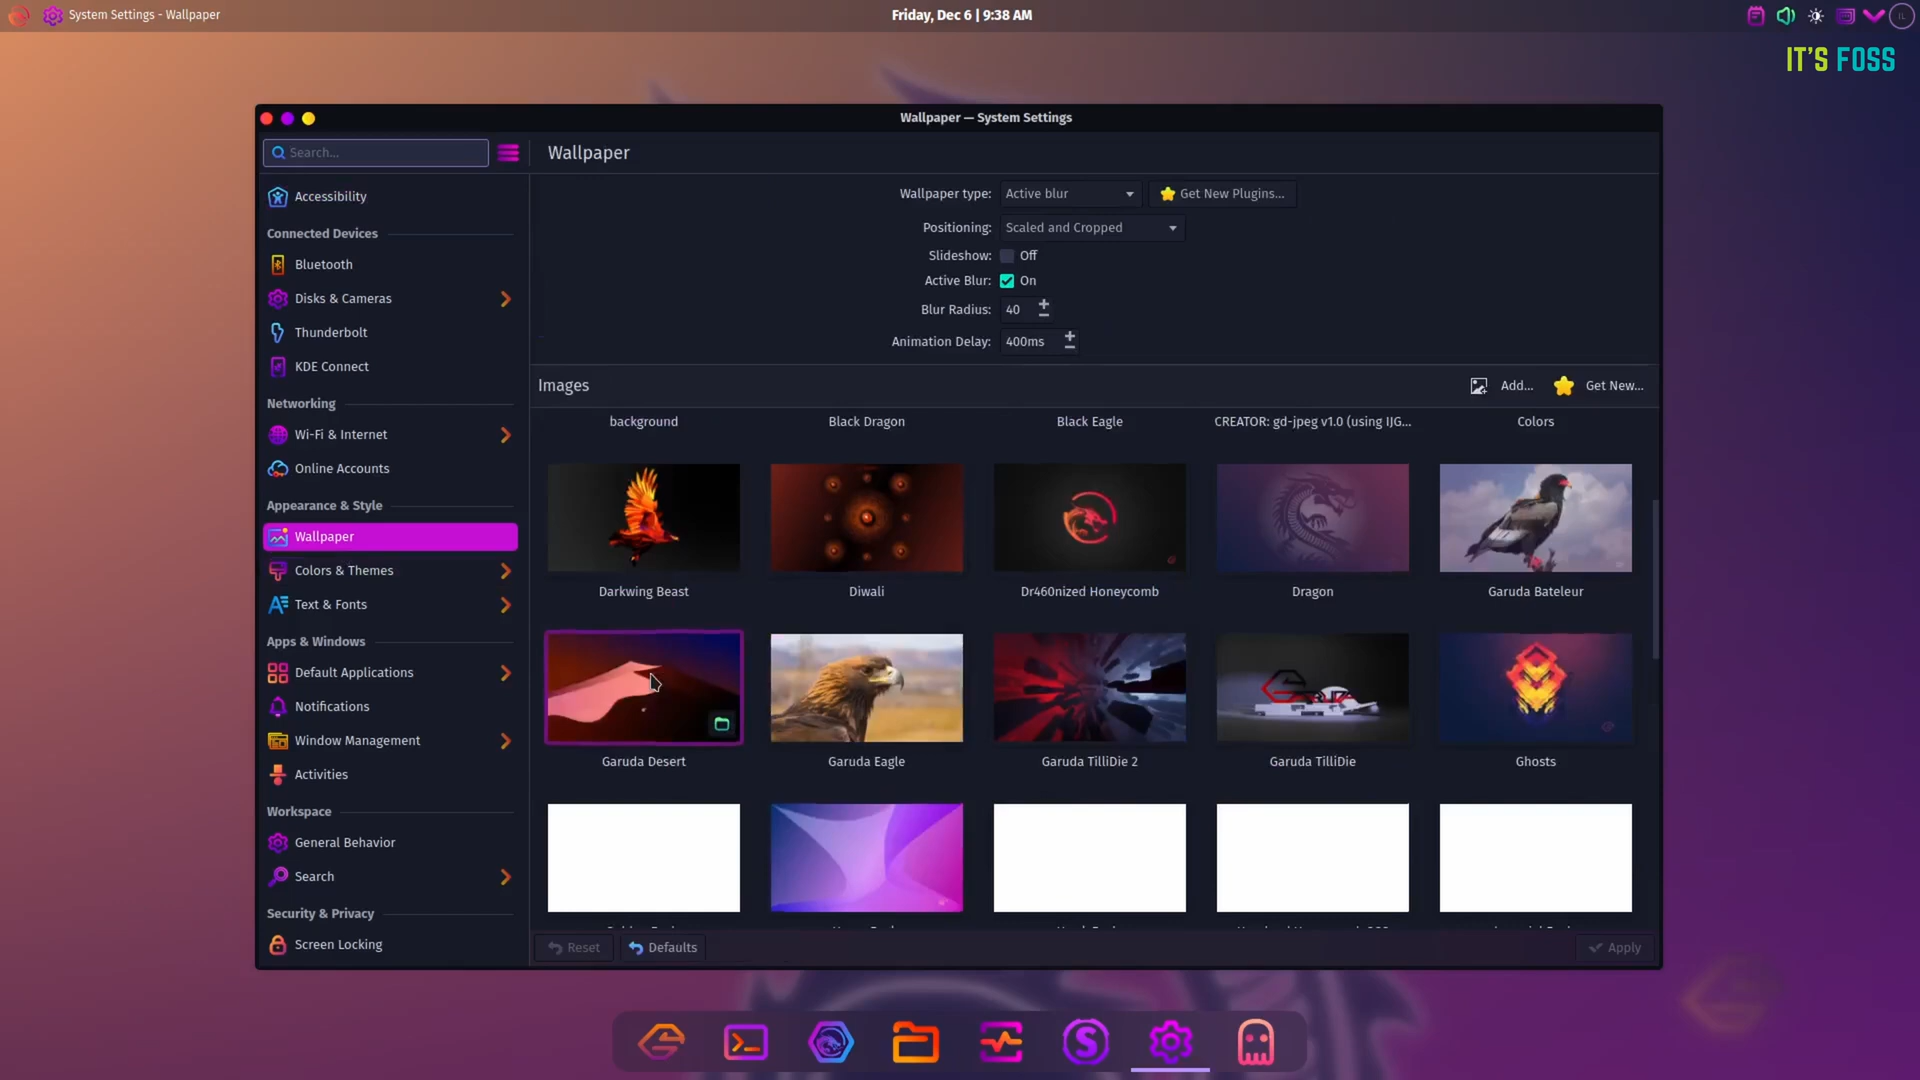 System Settings - Wallpaper
Friday, Dec 6 | 9:38 AM
IL
IT'S FOSS
Wallpaper — System Settings
Search...
Wallpaper
Accessibility
Connected Devices
Bluetooth
Disks & Cameras
Thunderbolt
KDE Connect
Networking
Wi-Fi & Internet
Online Accounts
Appearance & Style
Wallpaper
Colors & Themes
Text & Fonts
Apps & Windows
Default Applications
Notifications
Window Management
Activities
Workspace
General Behavior
Search
Security & Privacy
Screen Locking
Wallpaper type: Active blur Get New Plugins...
Positioning: Scaled and Cropped
Slideshow: Off
Active Blur: On
Blur Radius: 40
Animation Delay: 400ms
Images Add... Get New...
background Black Dragon Black Eagle CREATOR: gd-jpeg v1.0 (using IJG... Colors
Darkwing Beast Diwali Dr460nized Honeycomb Dragon Garuda Bateleur
Garuda Desert Garuda Eagle Garuda TilliDie 2 Garuda TilliDie Ghosts
Reset Defaults Apply